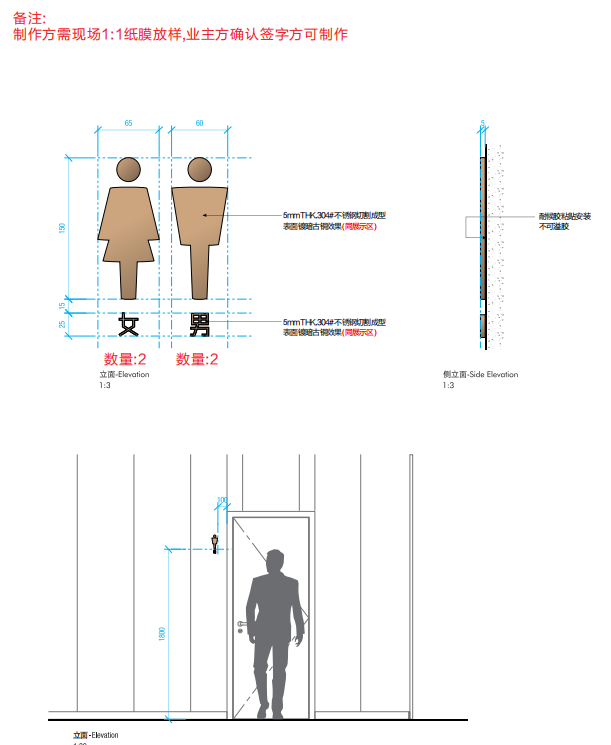 备注:
制作方需现场1:1纸膜放样,业主方确认签字方可制作
65
60
5
150
5mmTHK.304#不锈钢切割成型
表面镀暗古铜效果(同展示区)
耐候胶粘贴安装
不可溢胶
15
25
女
男
5mmTHK.304#不锈钢切割成型
表面镀暗古铜效果(同展示区)
数量:2
数量:2
立面-Elevation
1:3
侧立面-Side Elevation
1:3
100
1800
立面-Elevation